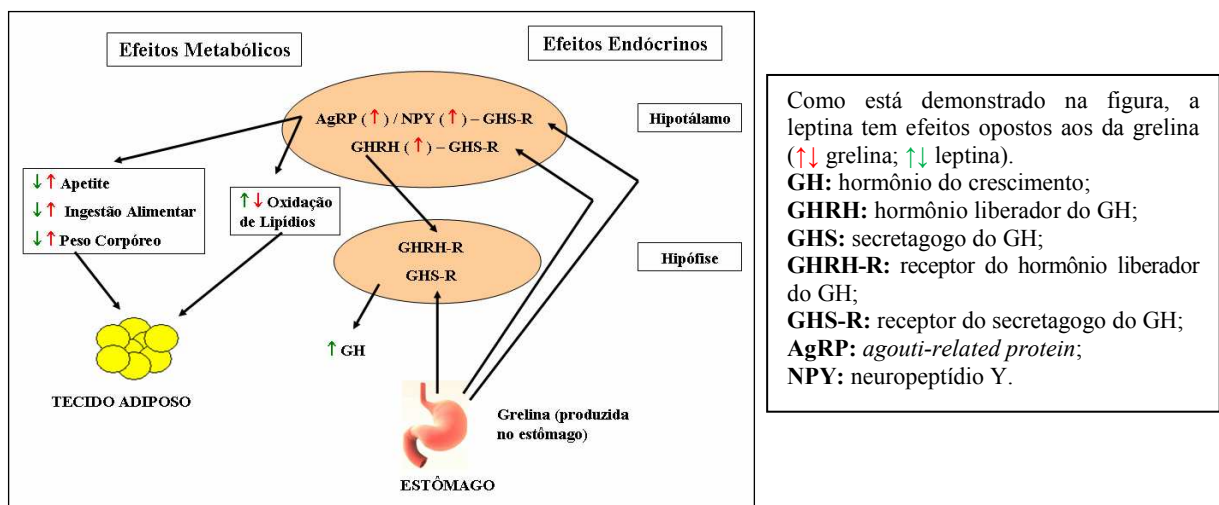 Efeitos Metabólicos
Efeitos Endócrinos
AgRP (↑) / NPY (↑) – GHS-R
GHRH (↑) – GHS-R
Hipotálamo
↓↑ Apetite
↓↑ Ingestão Alimentar
↓↑ Peso Corpóreo
↑↓ Oxidação
de Lipídios
GHRH-R
GHS-R
Hipófise
↑ GH
TECIDO ADIPOSO
Grelina (produzida
no estômago)
ESTÔMAGO
Como está demonstrado na figura, a
leptina tem efeitos opostos aos da grelina
(↑↓ grelina; ↑↓ leptina).
GH: hormônio do crescimento;
GHRH: hormônio liberador do GH;
GHS: secretagogo do GH;
GHRH-R: receptor do hormônio liberador
do GH;
GHS-R: receptor do secretagogo do GH;
AgRP: agouti-related protein;
NPY: neuropeptídio Y.